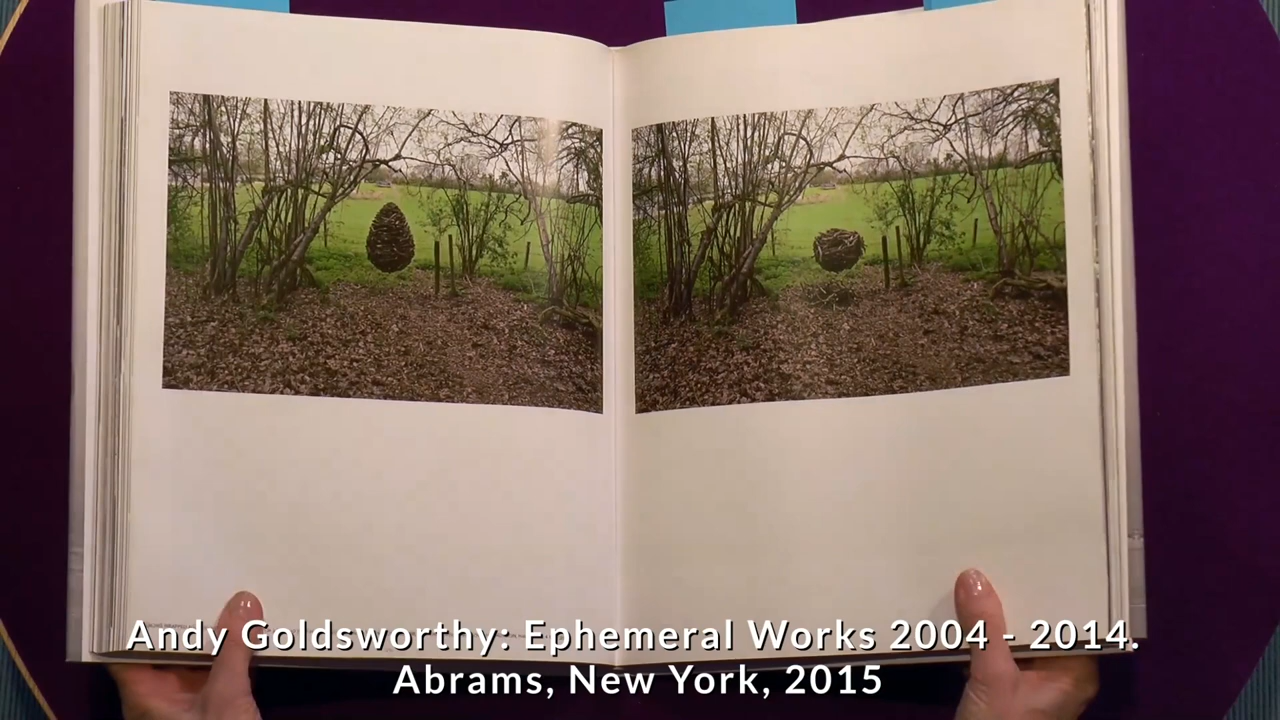 Andy Goldsworthy: Ephemeral Works 2004 - 2014.
Abrams, New York, 2015